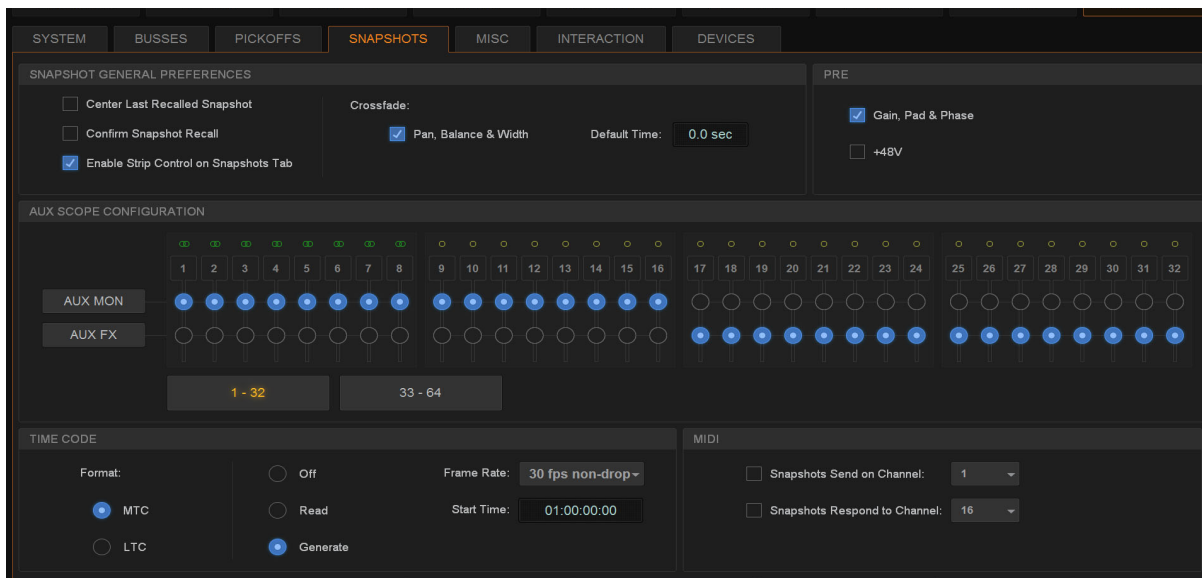 SYSTEM BUSSES PICKOFFS SNAPSHOTS MISC INTERACTION DEVICES
SNAPSHOT GENERAL PREFERENCES
Center Last Recalled Snapshot
Confirm Snapshot Recall
Enable Strip Control on Snapshots Tab
Crossfade:
Pan, Balance & Width
Default Time: 0.0 sec
PRE
Gain, Pad & Phase
+48V
AUX SCOPE CONFIGURATION
1 2 3 4 5 6 7 8 9 10 11 12 13 14 15 16 17 18 19 20 21 22 23 24 25 26 27 28 29 30 31 32
AUX MON
AUX FX
1 - 32 33 - 64
TIME CODE
Format:
MTC
LTC
Off
Read
Generate
Frame Rate: 30 fps non-drop
Start Time: 01:00:00:00
MIDI
Snapshots Send on Channel: 1
Snapshots Respond to Channel: 16